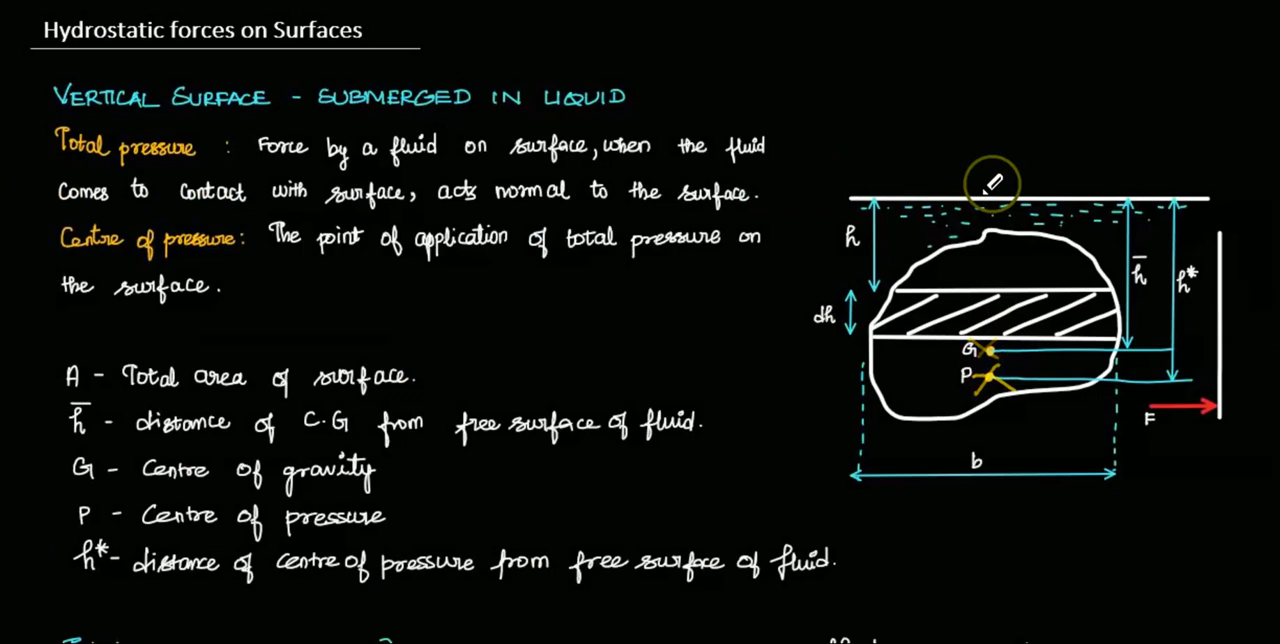 Hydrostatic forces on Surfaces
VERTICAL SURFACE - SUBMERGED IN LIQUID
Total pressure : Force by a fluid on surface, when the fluid
comes to contact with surface, acts normal to the surface.
Centre of pressure: The point of application of total pressure on
the surface.
A - Total area of surface.
h̄ - distance of C.G from free surface of fluid.
G - Centre of gravity
P - Centre of pressure
h* - distance of centre of pressure from free surface of fluid.
h
h̄
h*
dh
G
P
F
b